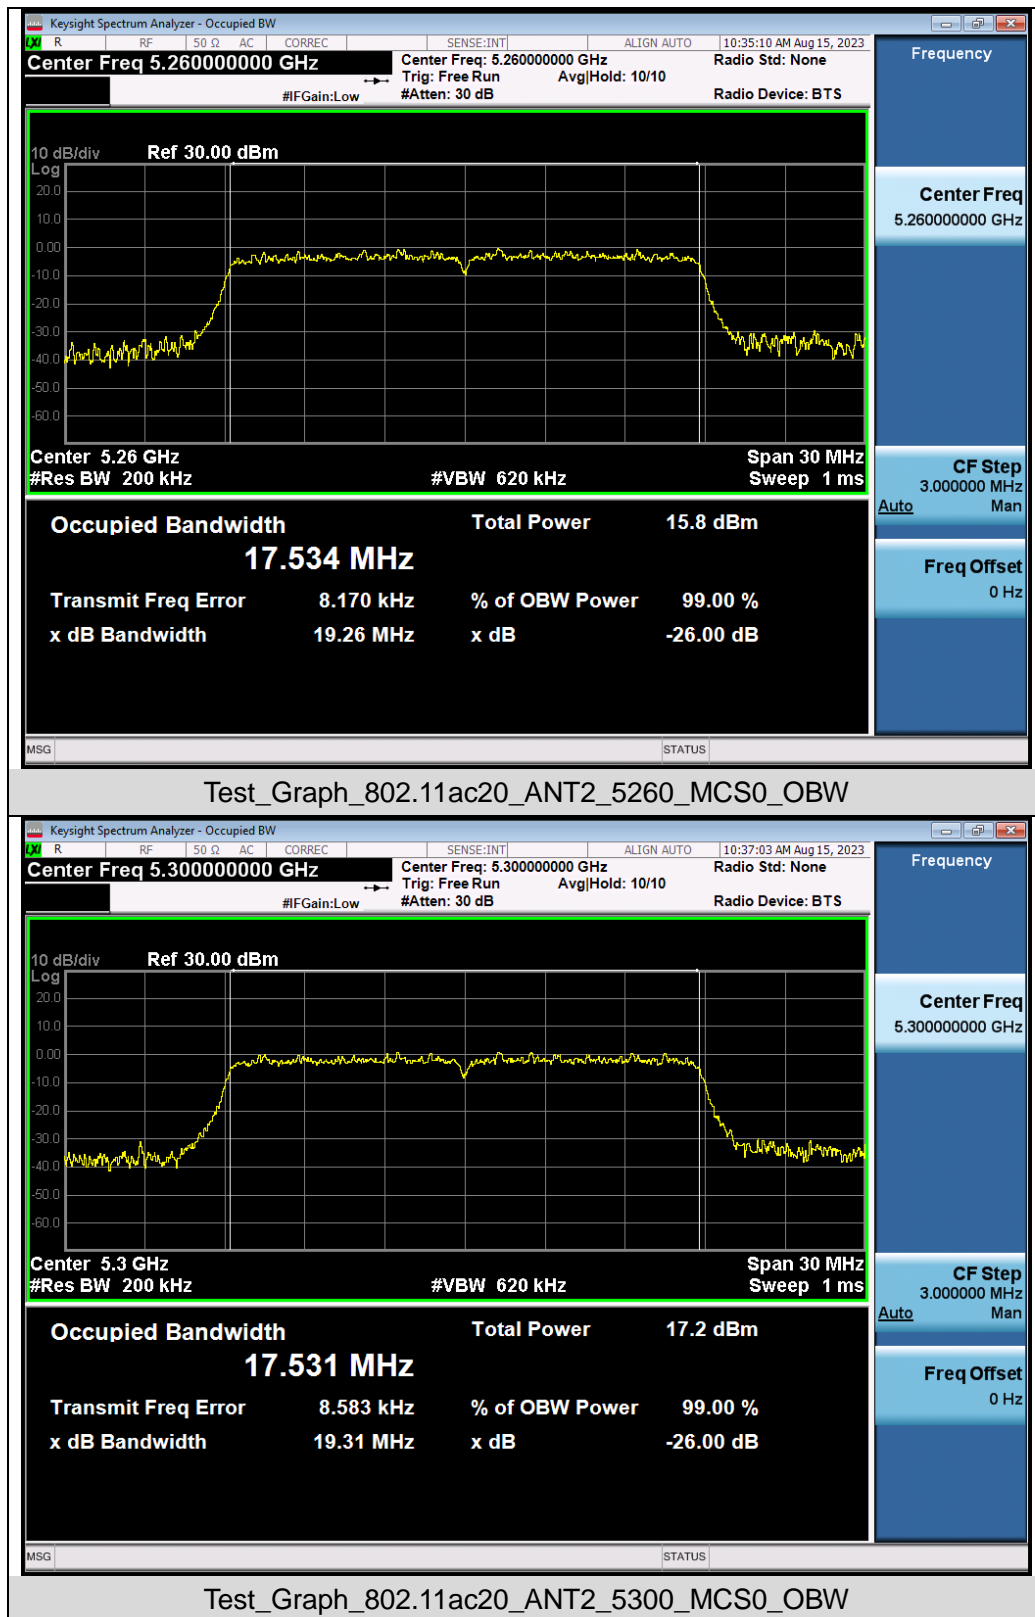 Keysight Spectrum Analyzer - Occupied BW
LXI R RF 50 Ω AC CORREC SENSE:INT ALIGN AUTO 10:35:10 AM Aug 15, 2023
Center Freq 5.260000000 GHz
Center Freq: 5.260000000 GHz Radio Std: None
Trig: Free Run Avg|Hold: 10/10
#IFGain:Low #Atten: 30 dB Radio Device: BTS
10 dB/div Ref 30.00 dBm
Log
20.0
10.0
0.00
-10.0
-20.0
-30.0
-40.0
-50.0
-60.0
Center 5.26 GHz Span 30 MHz
#Res BW 200 kHz #VBW 620 kHz Sweep 1 ms
Occupied Bandwidth Total Power 15.8 dBm
17.534 MHz
Transmit Freq Error 8.170 kHz % of OBW Power 99.00 %
x dB Bandwidth 19.26 MHz x dB -26.00 dB
MSG STATUS
Frequency
Center Freq
5.260000000 GHz
CF Step
3.000000 MHz
Auto Man
Freq Offset
0 Hz
Test_Graph_802.11ac20_ANT2_5260_MCS0_OBW
Keysight Spectrum Analyzer - Occupied BW
LXI R RF 50 Ω AC CORREC SENSE:INT ALIGN AUTO 10:37:03 AM Aug 15, 2023
Center Freq 5.300000000 GHz
Center Freq: 5.300000000 GHz Radio Std: None
Trig: Free Run Avg|Hold: 10/10
#IFGain:Low #Atten: 30 dB Radio Device: BTS
10 dB/div Ref 30.00 dBm
Log
20.0
10.0
0.00
-10.0
-20.0
-30.0
-40.0
-50.0
-60.0
Center 5.3 GHz Span 30 MHz
#Res BW 200 kHz #VBW 620 kHz Sweep 1 ms
Occupied Bandwidth Total Power 17.2 dBm
17.531 MHz
Transmit Freq Error 8.583 kHz % of OBW Power 99.00 %
x dB Bandwidth 19.31 MHz x dB -26.00 dB
MSG STATUS
Frequency
Center Freq
5.300000000 GHz
CF Step
3.000000 MHz
Auto Man
Freq Offset
0 Hz
Test_Graph_802.11ac20_ANT2_5300_MCS0_OBW